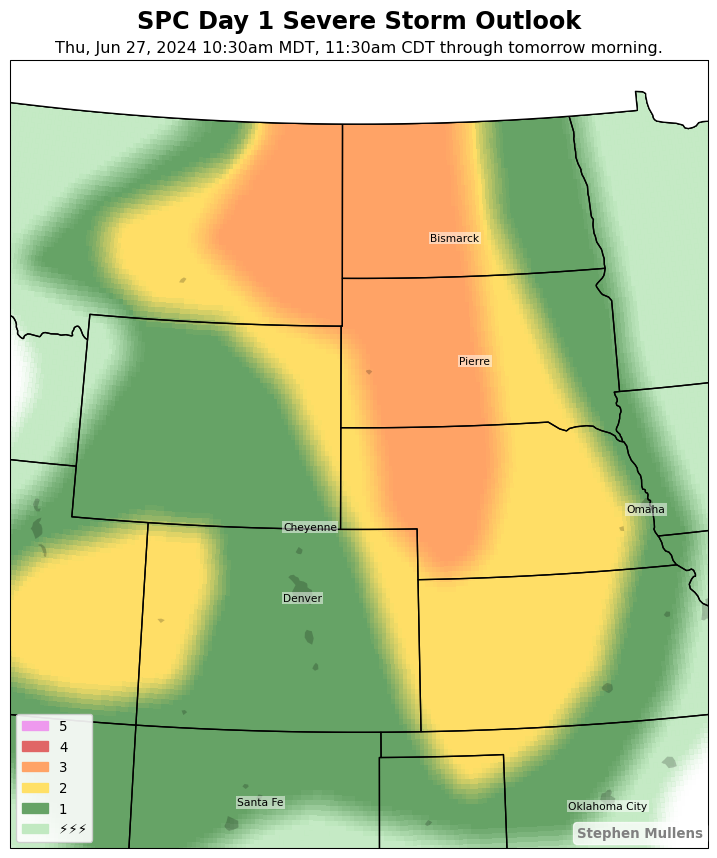 SPC Day 1 Severe Storm Outlook
Thu, Jun 27, 2024 10:30am MDT, 11:30am CDT through tomorrow morning.
Bismarck
Pierre
Omaha
Cheyenne
Denver
5
4
3
2
1
⚡⚡⚡
Santa Fe
Oklahoma City
Stephen Mullens